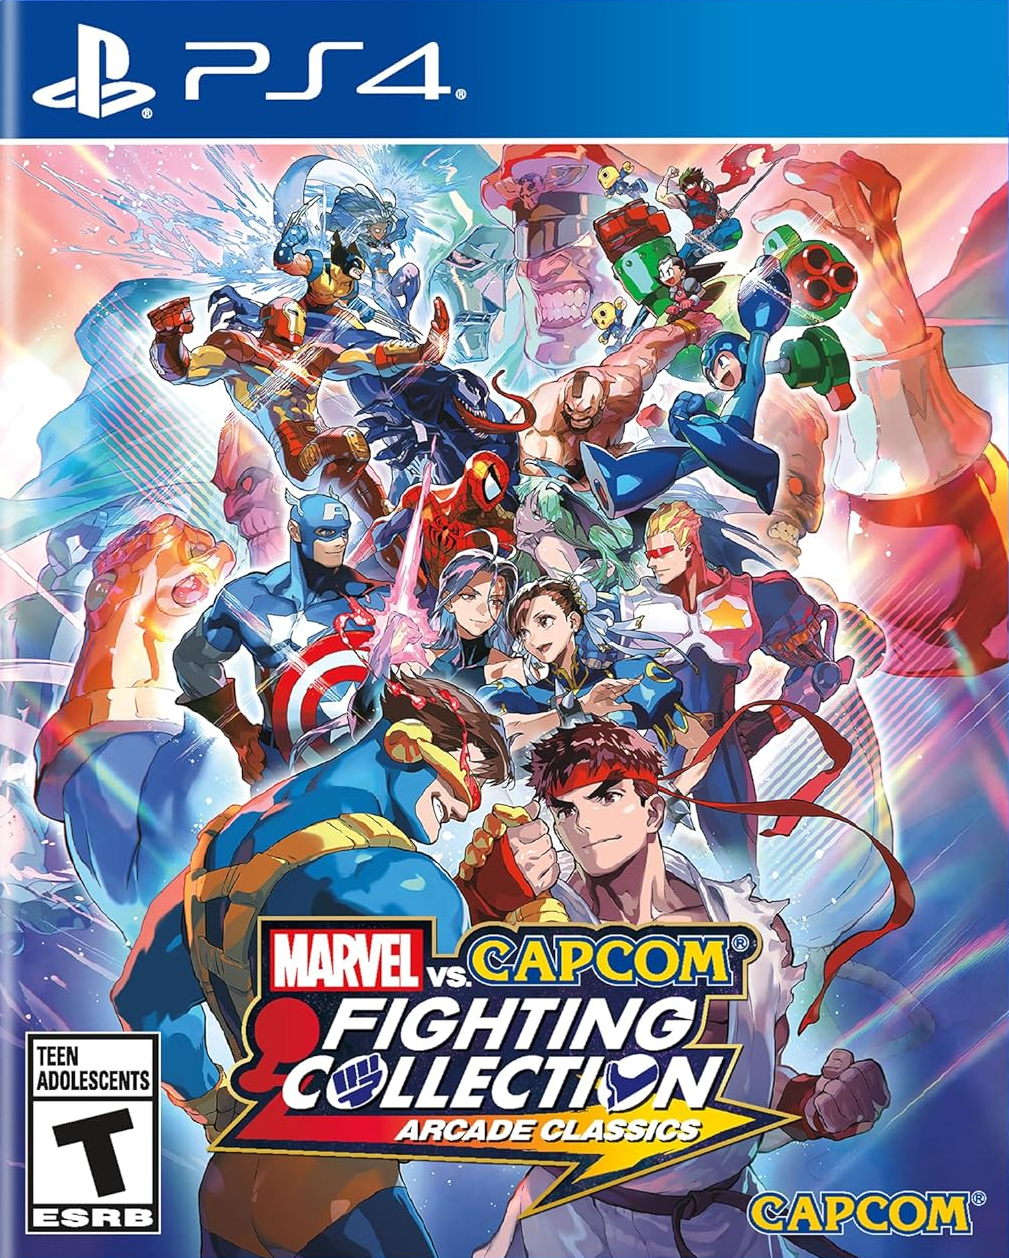 PS4®
MARVEL VS. CAPCOM®
FIGHTING
COLLECTION
ARCADE CLASSICS
TEEN
ADOLESCENTS
T
ESRB
CAPCOM®